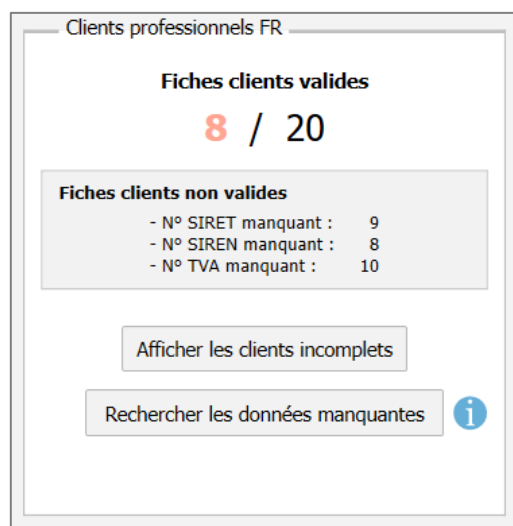 Clients professionnels FR
Fiches clients valides
8 / 20
Fiches clients non valides
- N° SIRET manquant : 9
- N° SIREN manquant : 8
- N° TVA manquant : 10
Afficher les clients incomplets
Rechercher les données manquantes i